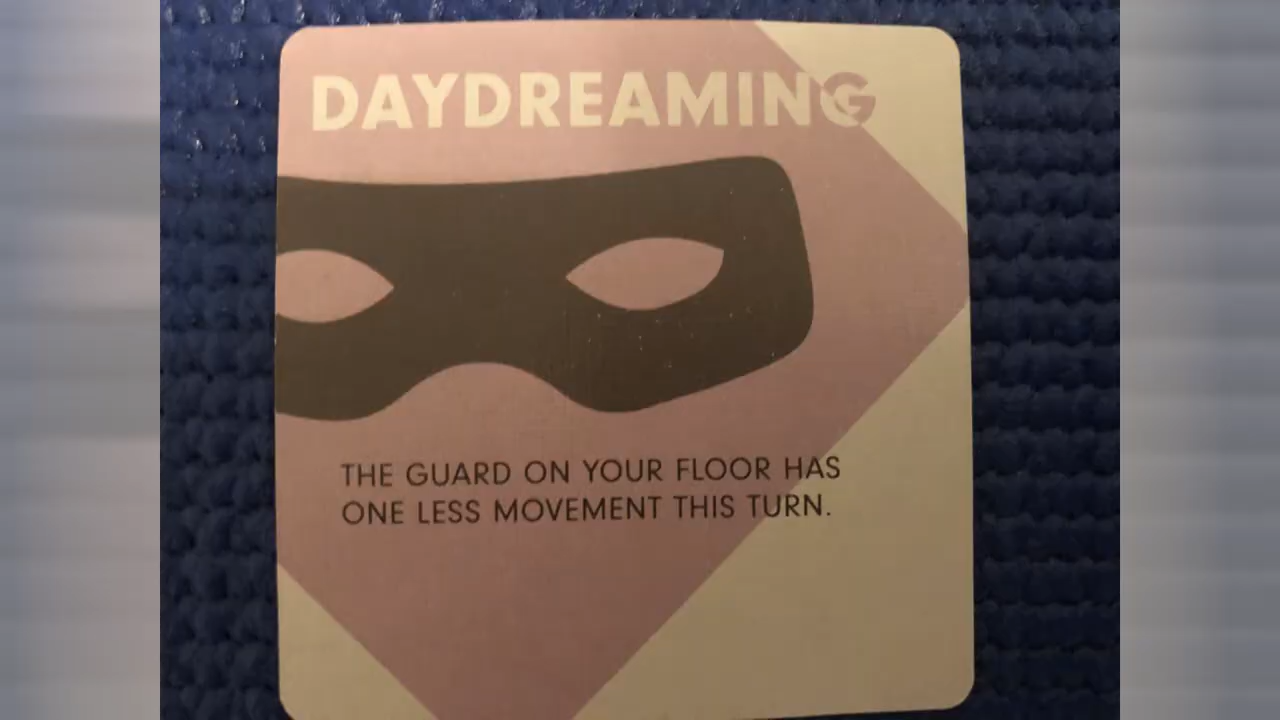 DAYDREAMING
THE GUARD ON YOUR FLOOR HAS
ONE LESS MOVEMENT THIS TURN.